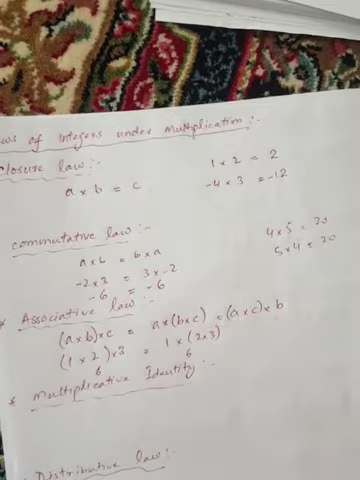 ws of Integers under multiplication :-
closure law :-
a × b = c
1 × 2 = 2
-4 × 3 = -12
commutative law :-
a × b = b × a
-2 × 3 = 3 × -2
-6 = -6
4 × 5 = 20
5 × 4 = 20
* Associative law :-
(a × b) × c = a × (b × c) = (a × c) × b
(1 × 2) × 3 = 1 × (2 × 3)
6 6
* Multiplicative Identity :-
Distributive law :-